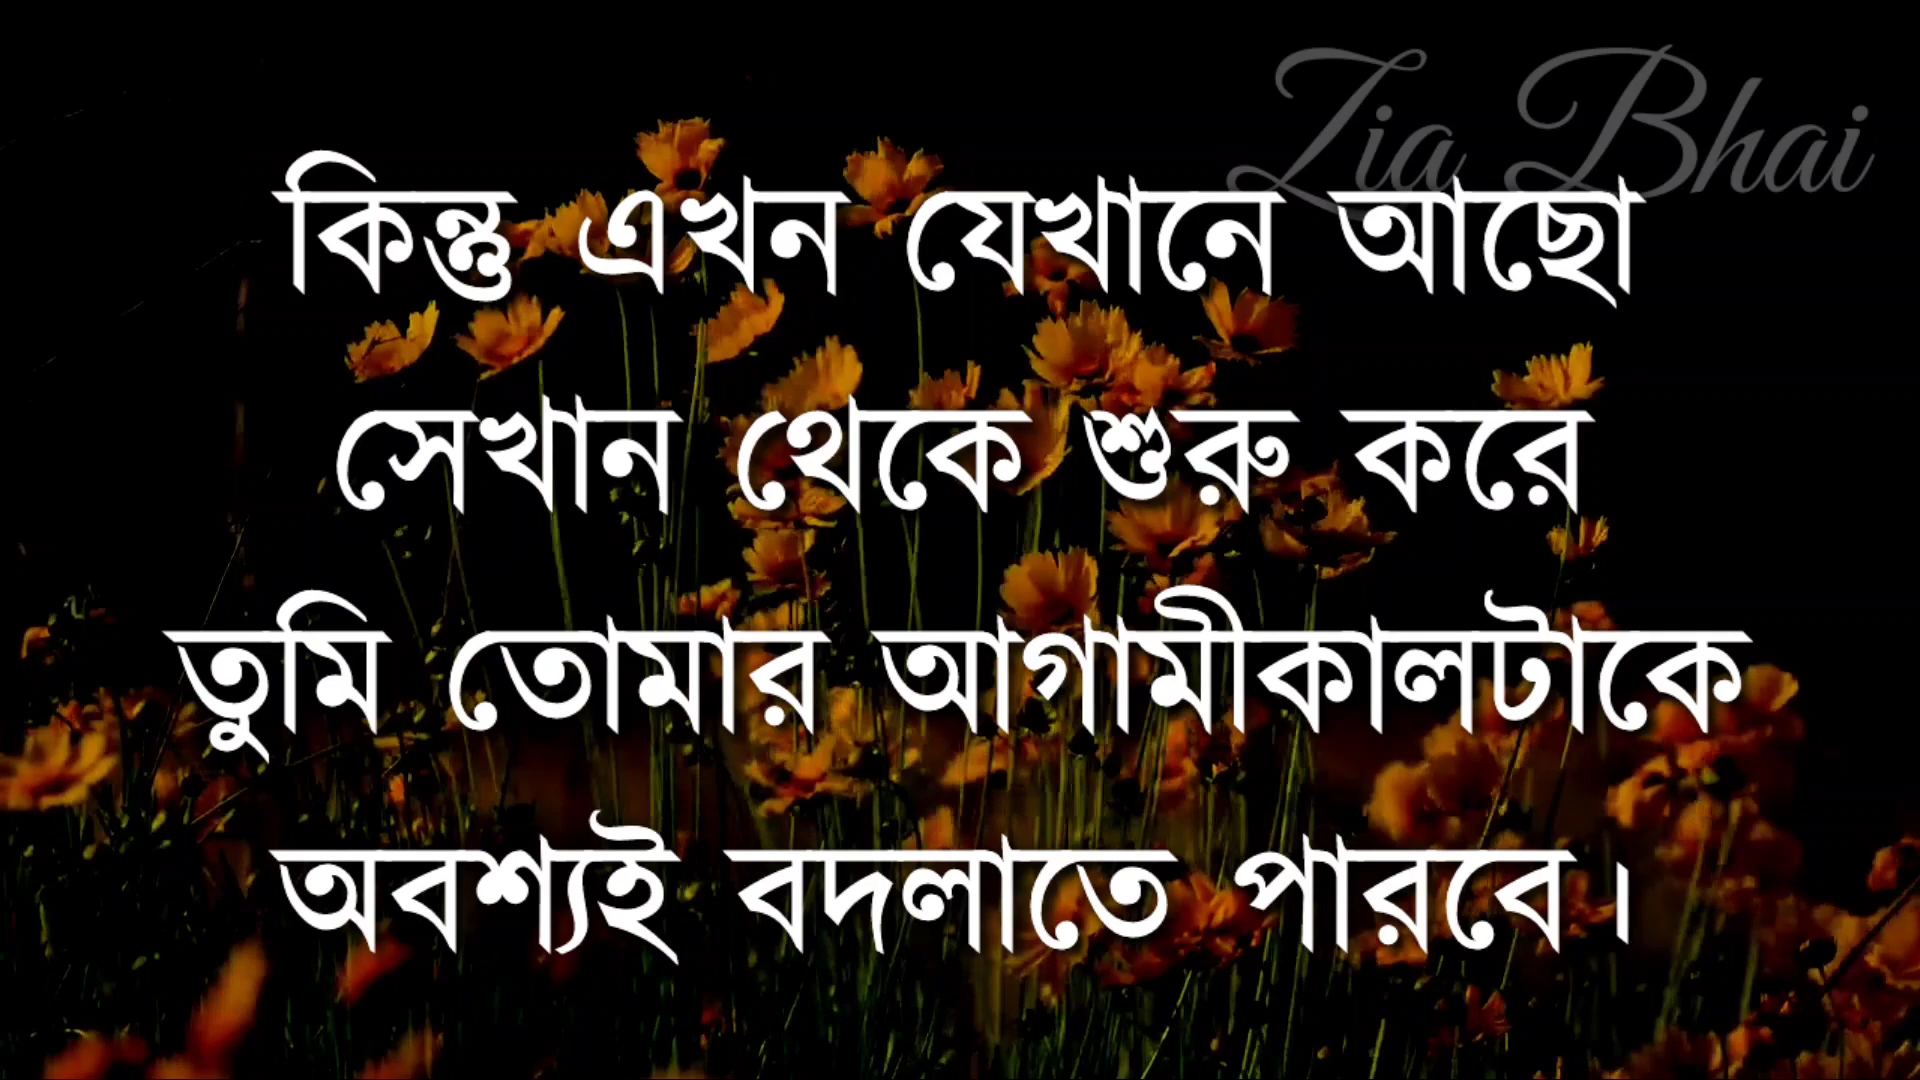 Zia Bhai
কিন্তু এখন যেখানে আছো
সেখান থেকে শুরু করে
তুমি তোমার আগামীকালটাকে
অবশ্যই বদলাতে পারবে।